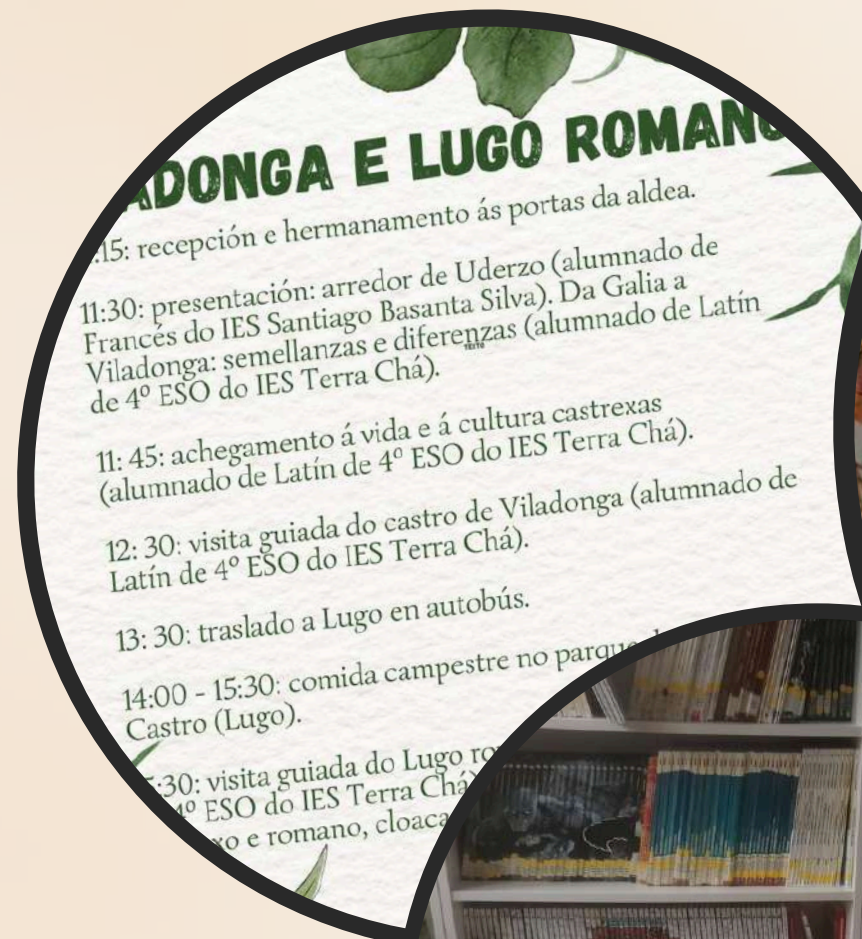 ADONGA E LUGO ROMANO
:15: recepción e hermanamento ás portas da aldea.
11:30: presentación: arredor de Uderzo (alumnado de
Francés do IES Santiago Basanta Silva). Da Galia a
Viladonga: semellanzas e diferenzas (alumnado de Latín
de 4º ESO do IES Terra Chá).
11: 45: achegamento á vida e á cultura castrexas
(alumnado de Latín de 4º ESO do IES Terra Chá).
12: 30: visita guiada do castro de Viladonga (alumnado de
Latín de 4º ESO do IES Terra Chá).
13: 30: traslado a Lugo en autobús.
14:00 - 15:30: comida campestre no parque
Castro (Lugo).
:30: visita guiada do Lugo ro
4º ESO do IES Terra Chá)
xo e romano, cloaca